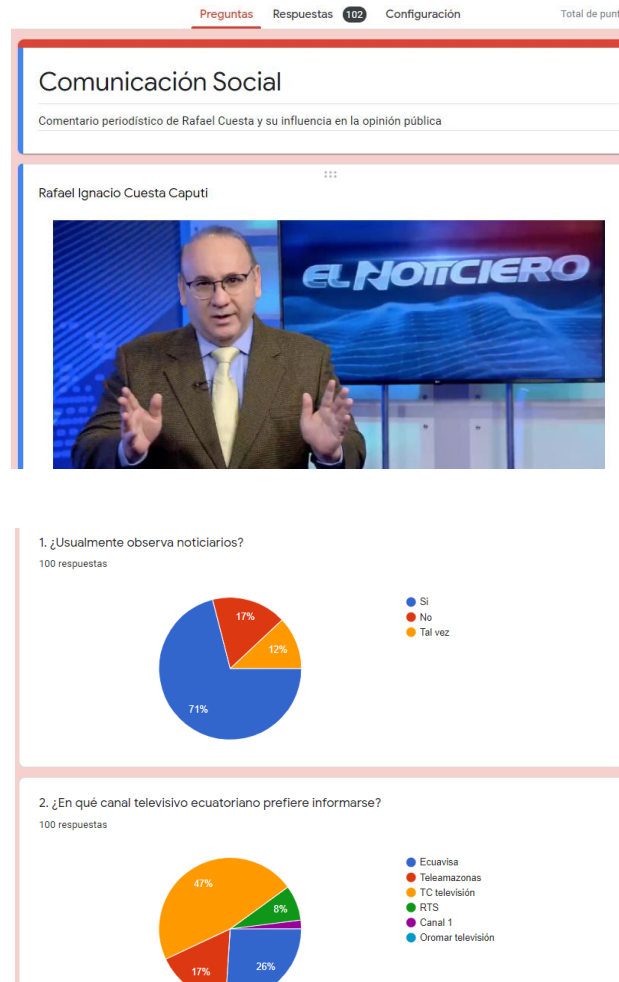 Preguntas Respuestas 102 Configuración Total de punt
Comunicación Social
Comentario periodístico de Rafael Cuesta y su influencia en la opinión pública
Rafael Ignacio Cuesta Caputi
EL NOTICIERO
1. ¿Usualmente observa noticiarios?
100 respuestas
17%
12%
71%
Si
No
Tal vez
2. ¿En qué canal televisivo ecuatoriano prefiere informarse?
100 respuestas
47%
8%
17%
26%
Ecuavisa
Teleamazonas
TC televisión
RTS
Canal 1
Oromar televisión